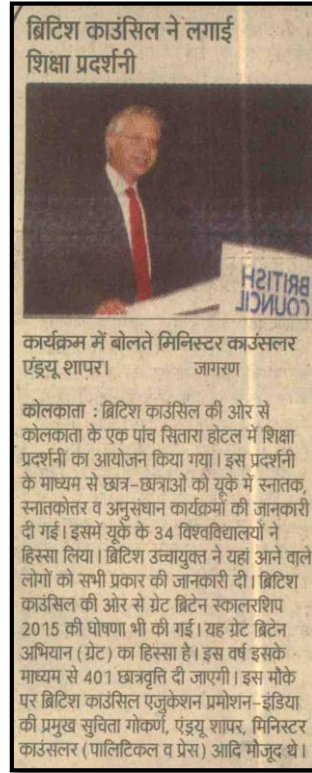 ब्रिटिश काउंसिल ने लगाई
शिक्षा प्रदर्शनी
BRITISH
COUNCIL
कार्यक्रम में बोलते मिनिस्टर काउंसलर
एंड्रयू शापर। जागरण
कोलकाता : ब्रिटिश काउंसिल की ओर से
कोलकाता के एक पांच सितारा होटल में शिक्षा
प्रदर्शनी का आयोजन किया गया। इस प्रदर्शनी
के माध्यम से छात्र-छात्राओं को यूके में स्नातक,
स्नातकोत्तर व अनुसंधान कार्यक्रमों की जानकारी
दी गई। इसमें यूके के 34 विश्वविद्यालयों ने
हिस्सा लिया। ब्रिटिश उच्चायुक्त ने यहां आने वाले
लोगों को सभी प्रकार की जानकारी दी। ब्रिटिश
काउंसिल की ओर से ग्रेट ब्रिटेन स्कालरशिप
2015 की घोषणा भी की गई। यह ग्रेट ब्रिटेन
अभियान (ग्रेट) का हिस्सा है। इस वर्ष इसके
माध्यम से 401 छात्रवृत्ति दी जाएगी। इस मौके
पर ब्रिटिश काउंसिल एजुकेशन प्रमोशन-इंडिया
की प्रमुख सुचिता गोकर्ण, एंड्रयू शापर, मिनिस्टर
काउंसलर (पालिटिकल व प्रेस) आदि मौजूद थे।